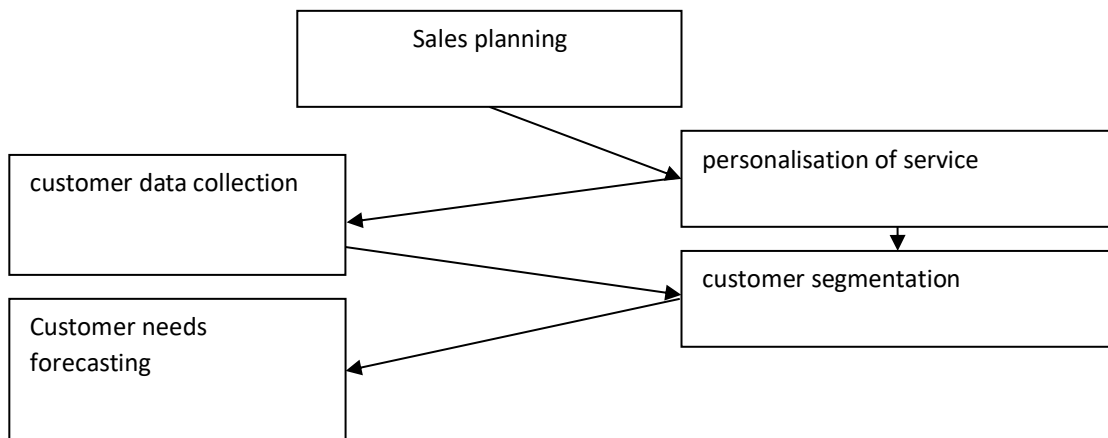 Sales planning
personalisation of service
customer data collection
customer segmentation
Customer needs
forecasting